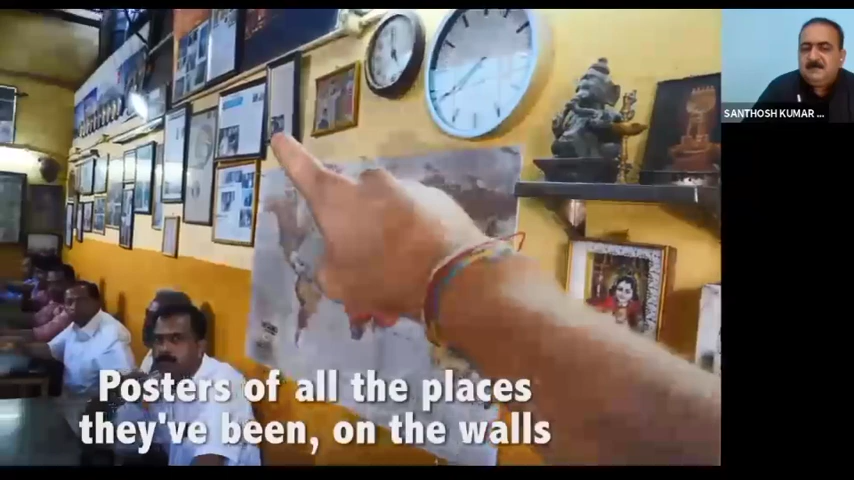 SANTHOSH KUMAR ...
Posters of all the places
they've been, on the walls